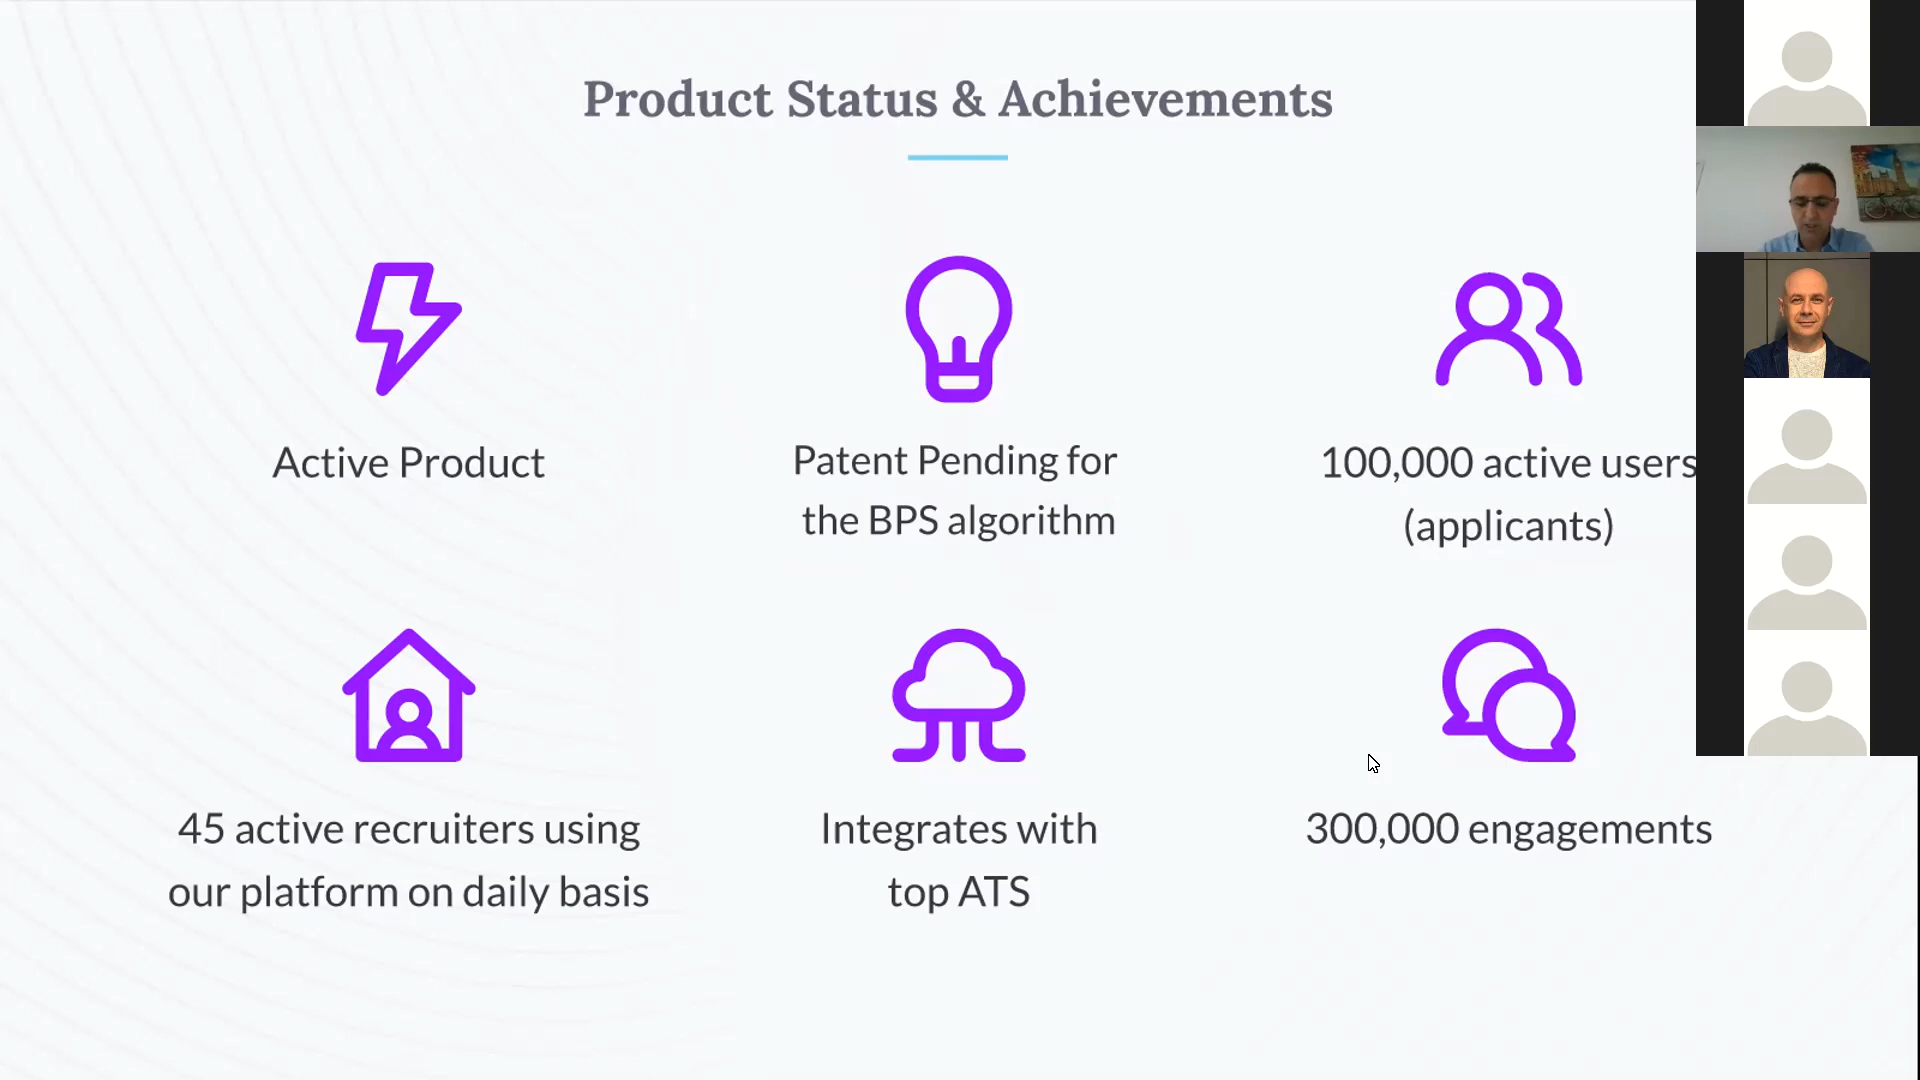 Product Status & Achievements
Active Product
Patent Pending for
the BPS algorithm
100,000 active users
(applicants)
45 active recruiters using
our platform on daily basis
Integrates with
top ATS
300,000 engagements